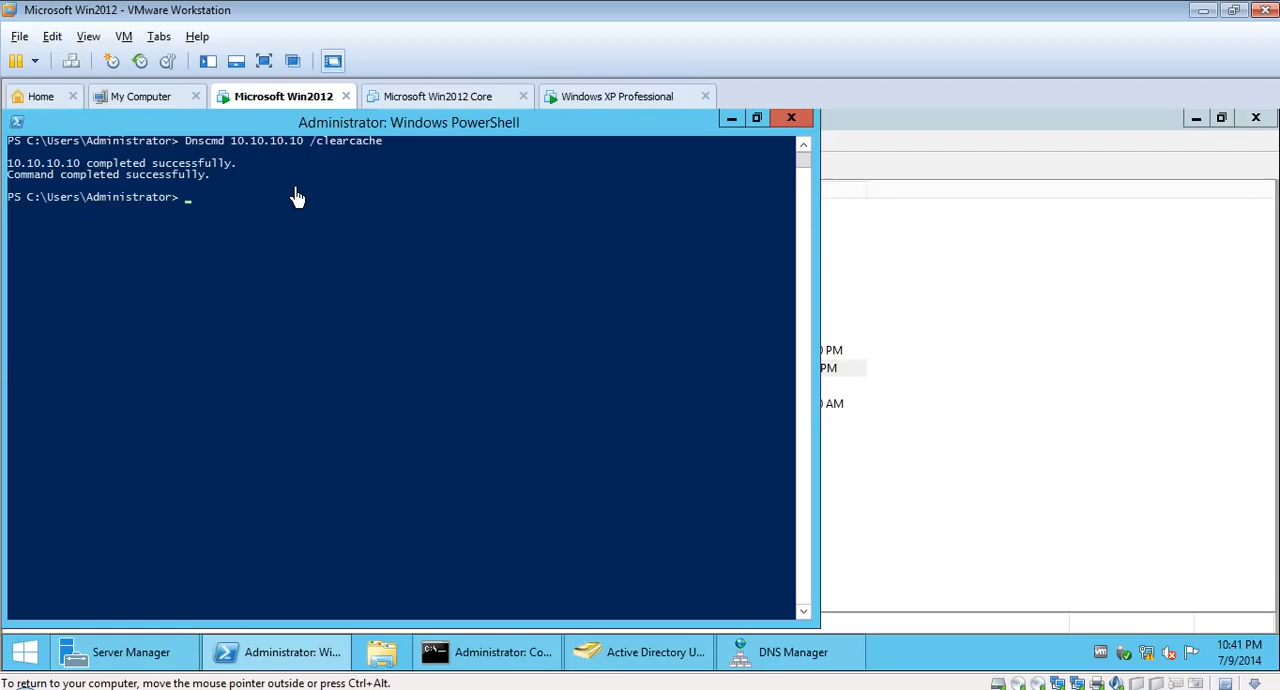 Microsoft Win2012 - VMware Workstation
File Edit View VM Tabs Help
Home My Computer Microsoft Win2012 Microsoft Win2012 Core Windows XP Professional
Administrator: Windows PowerShell
PS C:\Users\Administrator> Dnscmd 10.10.10.10 /clearcache
10.10.10.10 completed successfully.
Command completed successfully.
PS C:\Users\Administrator> _
PM
PM
AM
Server Manager Administrator: Wi... Administrator: Co... Active Directory U... DNS Manager 10:41 PM
7/9/2014
To return to your computer, move the mouse pointer outside or press Ctrl+Alt.